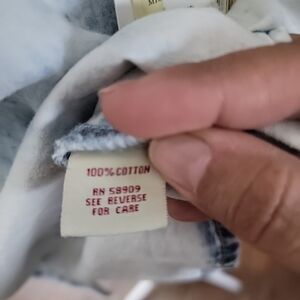 100% COTTON
RN 58909
SEE REVERSE
FOR CARE